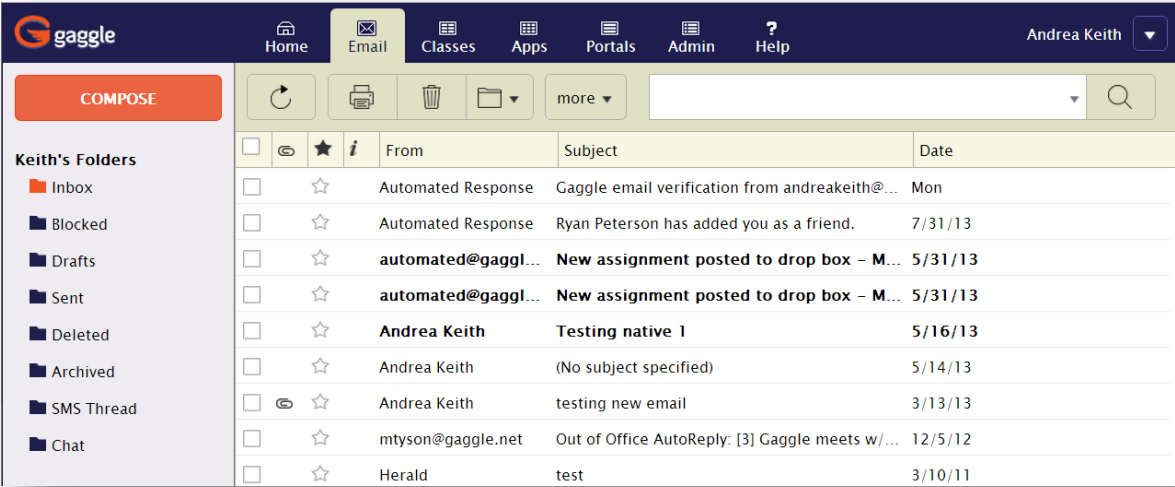 gaggle
Home Email Classes Apps Portals Admin ? Help
Andrea Keith
COMPOSE
more
Keith's Folders
Inbox
Blocked
Drafts
Sent
Deleted
Archived
SMS Thread
Chat
i From Subject Date
Automated Response Gaggle email verification from andreakeith@... Mon
Automated Response Ryan Peterson has added you as a friend. 7/31/13
automated@gaggl... New assignment posted to drop box - M... 5/31/13
automated@gaggl... New assignment posted to drop box - M... 5/31/13
Andrea Keith Testing native 1 5/16/13
Andrea Keith (No subject specified) 5/14/13
Andrea Keith testing new email 3/13/13
mtyson@gaggle.net Out of Office AutoReply: [3] Gaggle meets w/... 12/5/12
Herald test 3/10/11